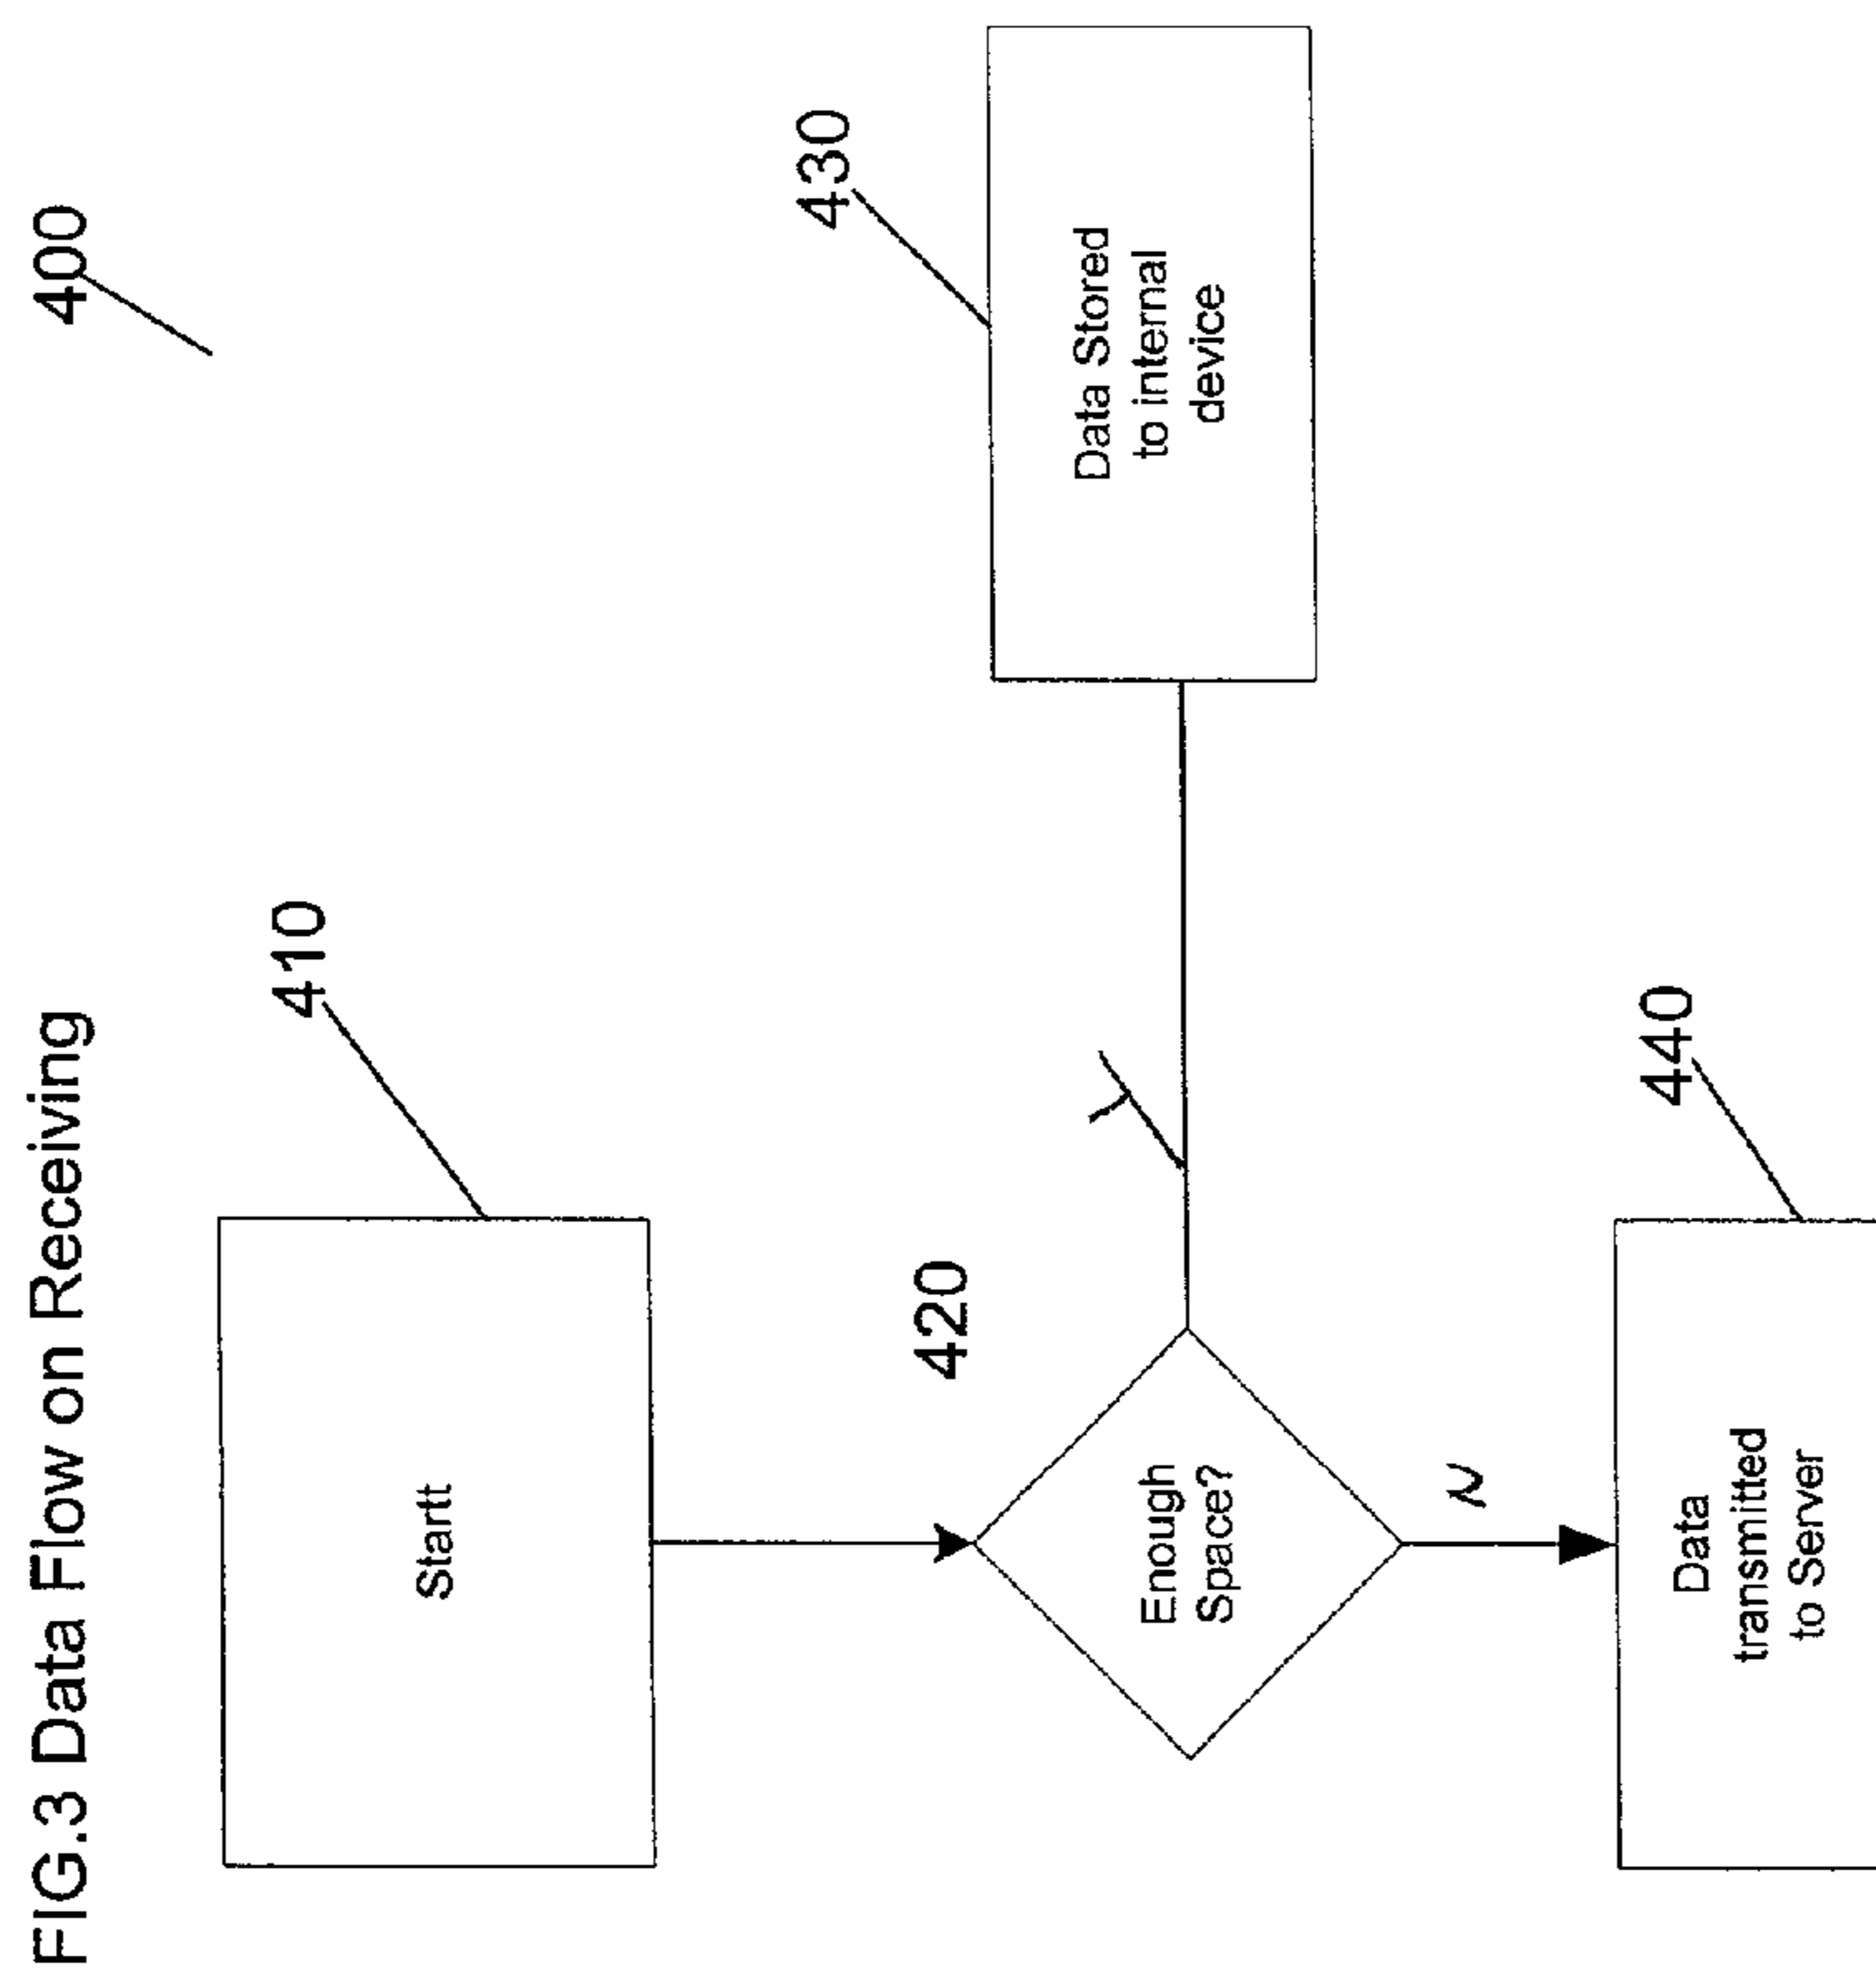 FIG.3 Data Flow on Receiving
400
410
Startt
420
Enough
Space?
Y
430
Data Stored
to internal
device
N
440
Data
transmitted
to Server